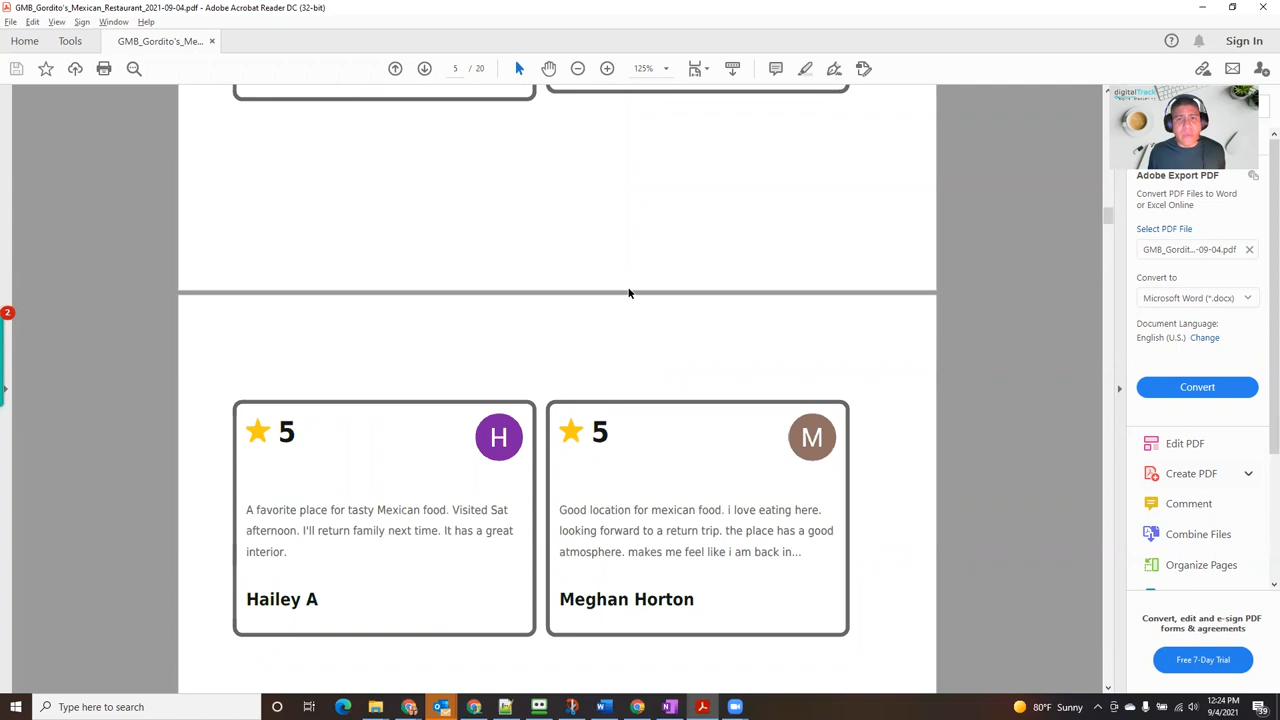 GMB_Gordito's_Mexican_Restaurant_2021-09-04.pdf - Adobe Acrobat Reader DC (32-bit)
File Edit View Sign Window Help
Home Tools GMB_Gordito's_Me... × Sign In
5 / 20 125%
digitalTrack
2
Adobe Export PDF
Convert PDF Files to Word
or Excel Online
Select PDF File
GMB_Gordit...-09-04.pdf
Convert to
Microsoft Word (*.docx)
Document Language:
English (U.S.) Change
Convert
Edit PDF
Create PDF
Comment
Combine Files
Organize Pages
Convert, edit and e-sign PDF
forms & agreements
Free 7-Day Trial
5 H
A favorite place for tasty Mexican food. Visited Sat
afternoon. I'll return family next time. It has a great
interior.
Hailey A
5 M
Good location for mexican food. i love eating here.
looking forward to a return trip. the place has a good
atmosphere. makes me feel like i am back in...
Meghan Horton
Type here to search
80°F Sunny
12:24 PM
9/4/2021
39